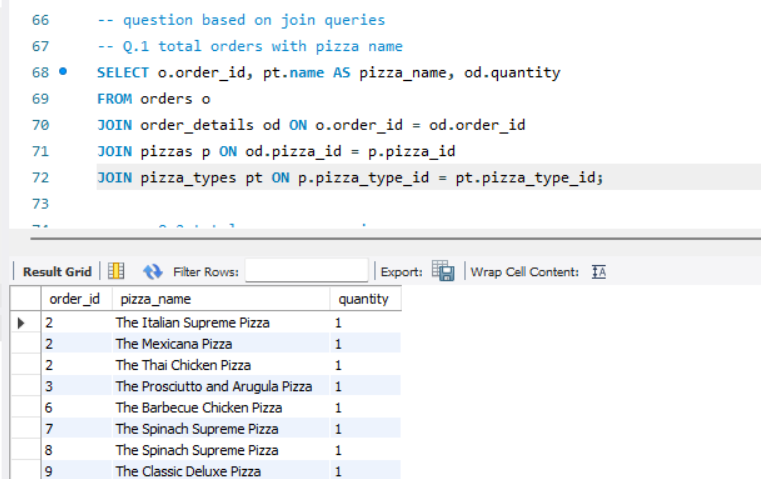 66 -- question based on join queries
67 -- Q.1 total orders with pizza name
68 SELECT o.order_id, pt.name AS pizza_name, od.quantity
69 FROM orders o
70 JOIN order_details od ON o.order_id = od.order_id
71 JOIN pizzas p ON od.pizza_id = p.pizza_id
72 JOIN pizza_types pt ON p.pizza_type_id = pt.pizza_type_id;
73
Result Grid Filter Rows: Export: Wrap Cell Content: IA
order_id pizza_name quantity
2 The Italian Supreme Pizza 1
2 The Mexicana Pizza 1
2 The Thai Chicken Pizza 1
3 The Prosciutto and Arugula Pizza 1
6 The Barbecue Chicken Pizza 1
7 The Spinach Supreme Pizza 1
8 The Spinach Supreme Pizza 1
9 The Classic Deluxe Pizza 1